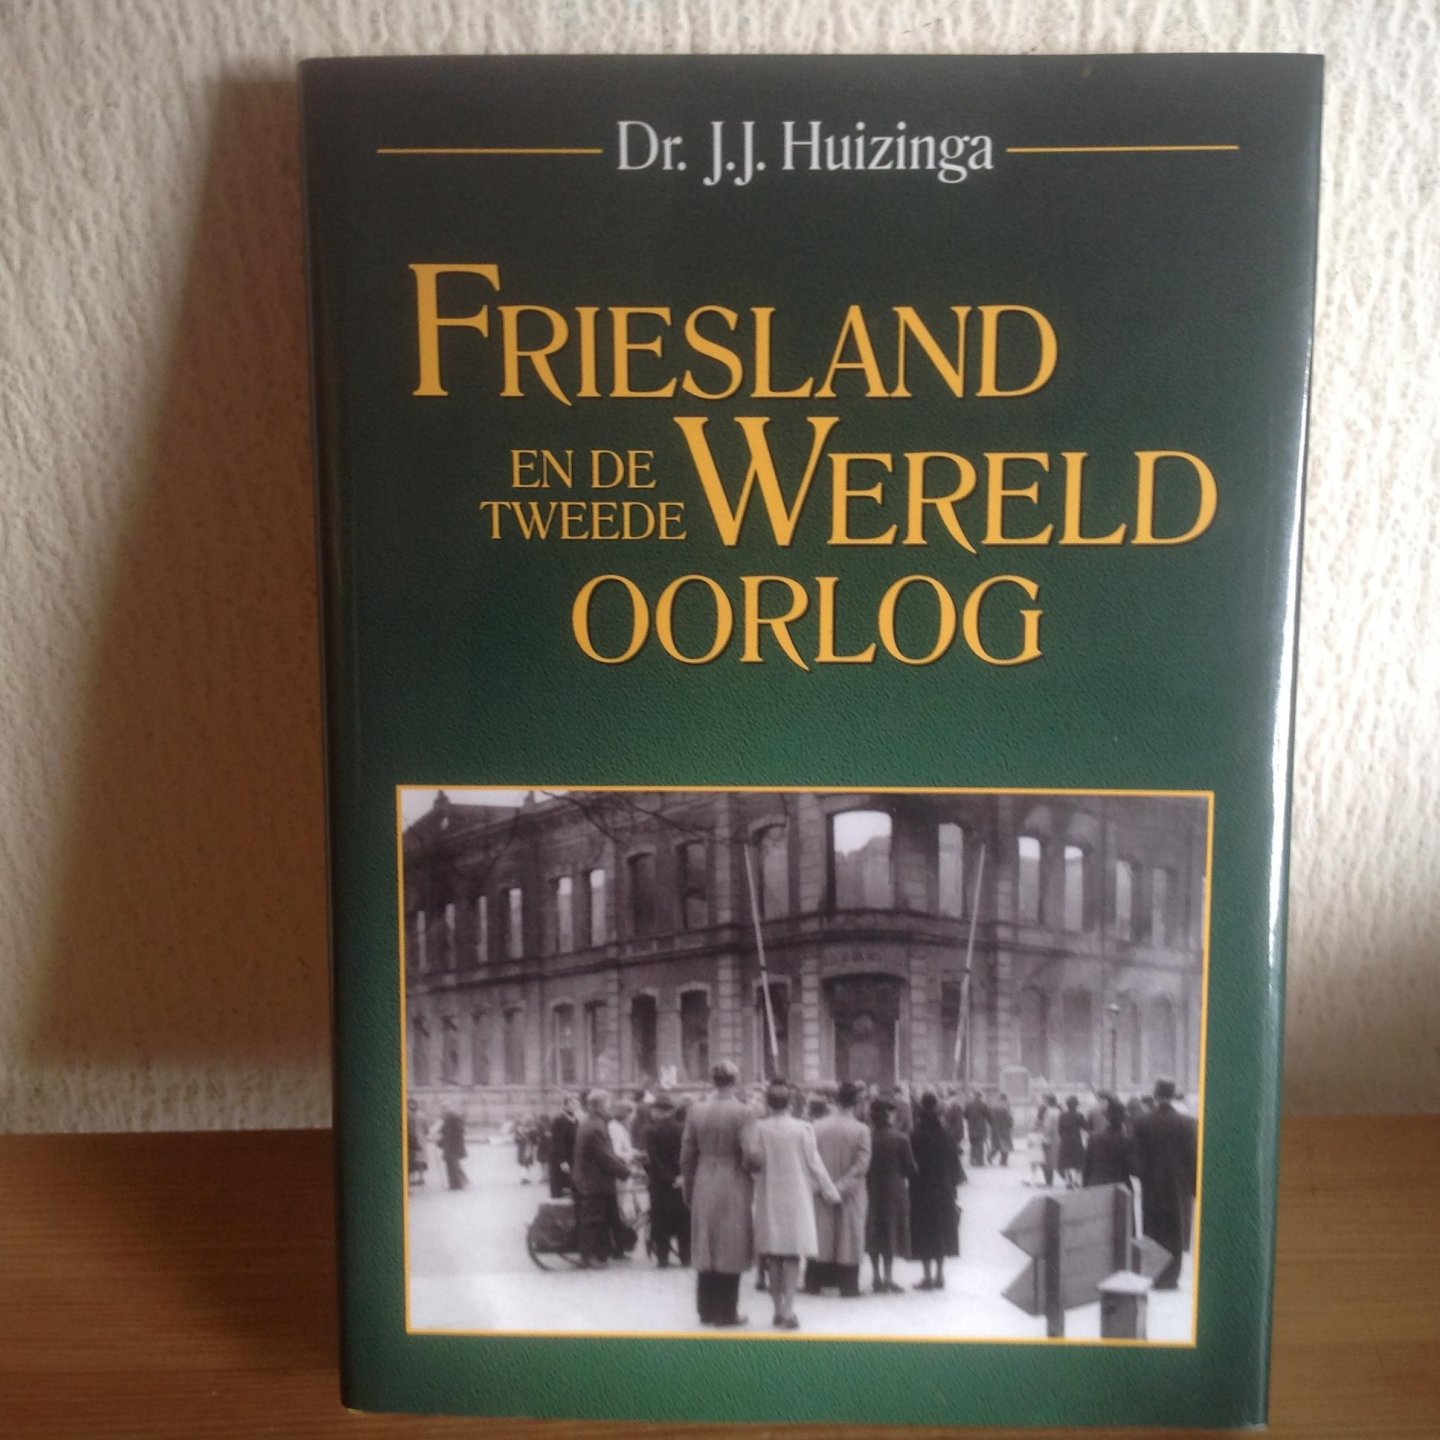 Dr. J.J. Huizinga
FRIESLAND
EN DE
TWEEDE WERELD
OORLOG